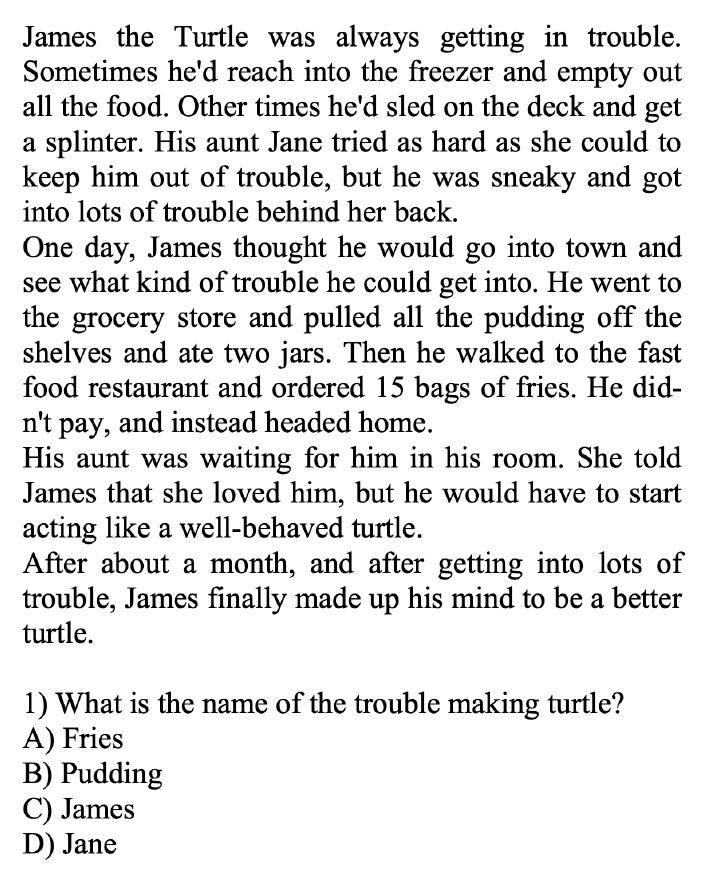 James the Turtle was always getting in trouble.
Sometimes he'd reach into the freezer and empty out
all the food. Other times he'd sled on the deck and get
a splinter. His aunt Jane tried as hard as she could to
keep him out of trouble, but he was sneaky and got
into lots of trouble behind her back.
One day, James thought he would go into town and
see what kind of trouble he could get into. He went to
the grocery store and pulled all the pudding off the
shelves and ate two jars. Then he walked to the fast
food restaurant and ordered 15 bags of fries. He did-
n't pay, and instead headed home.
His aunt was waiting for him in his room. She told
James that she loved him, but he would have to start
acting like a well-behaved turtle.
After about a month, and after getting into lots of
trouble, James finally made up his mind to be a better
turtle.
1) What is the name of the trouble making turtle?
A) Fries
B) Pudding
C) James
D) Jane